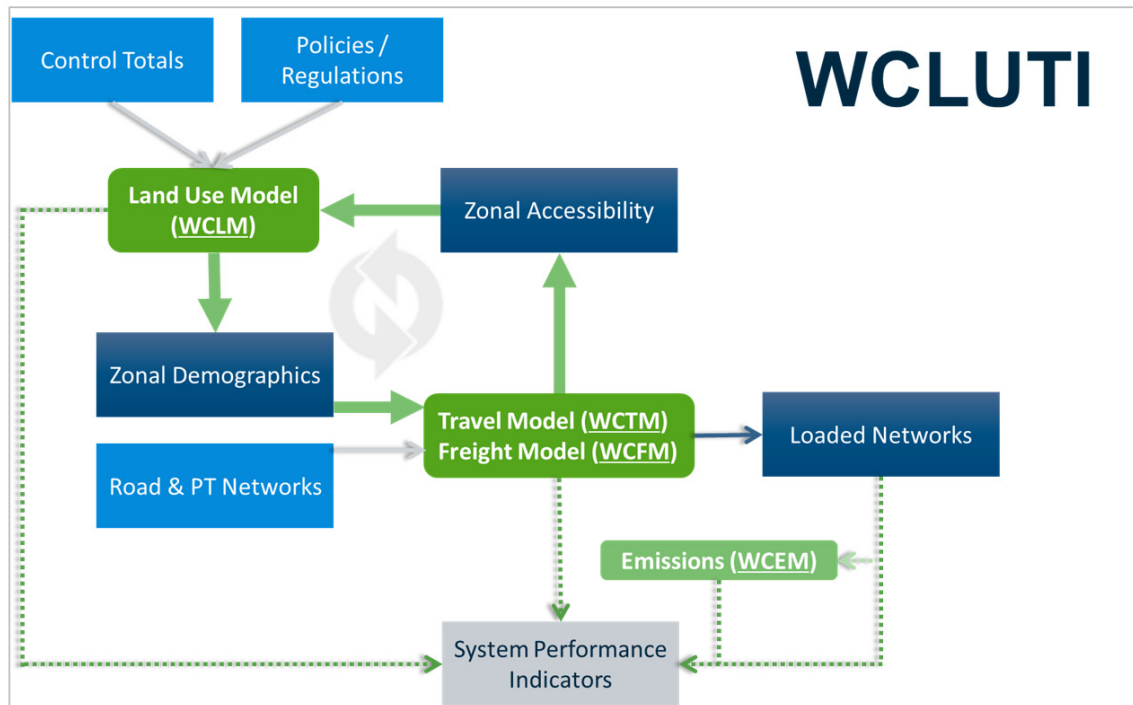 Control Totals
Policies /
Regulations
WCLUTI
Land Use Model
(WCLM)
Zonal Accessibility
Zonal Demographics
Travel Model (WCTM)
Freight Model (WCFM)
Loaded Networks
Road & PT Networks
Emissions (WCEM)
System Performance
Indicators